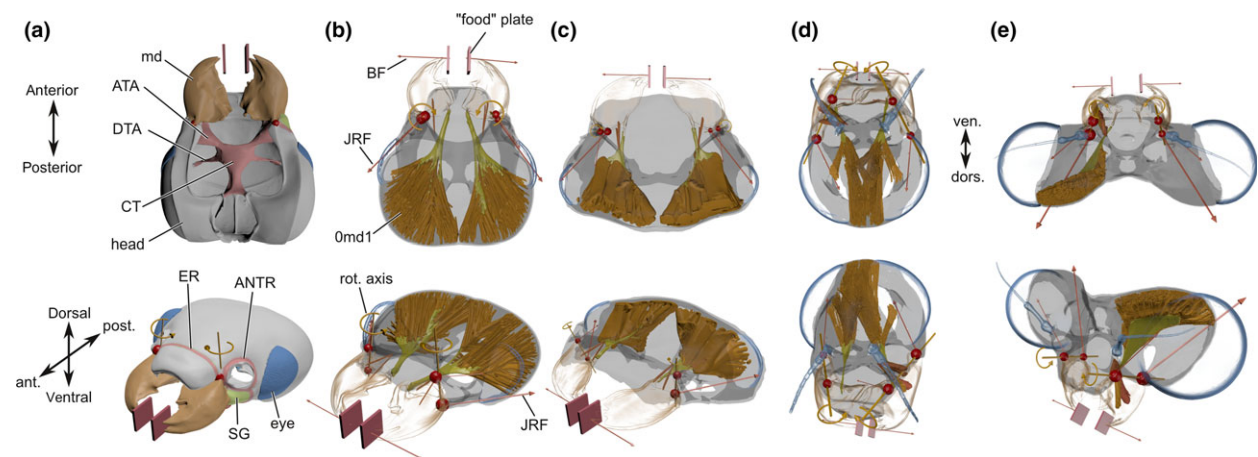 (a)
md
Anterior
ATA
DTA
Posterior
CT
head
(b)
"food" plate
BF
JRF
0md1
(c)
(d)
(e)
ven.
dors.
ER
ANTR
Dorsal
post.
ant.
Ventral
SG
eye
rot. axis
JRF